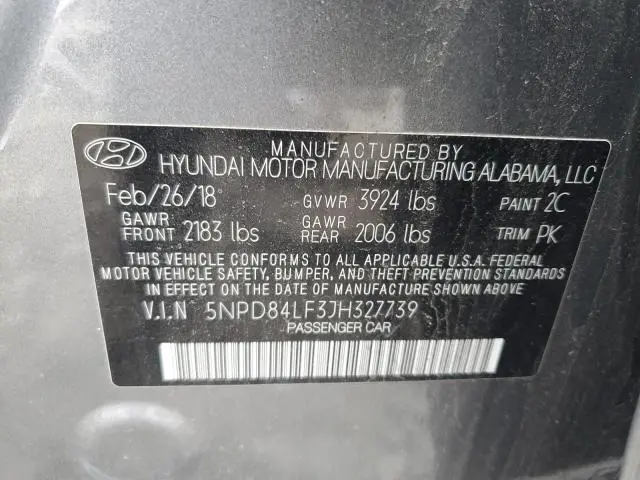 MANUFACTURED BY
HYUNDAI MOTOR MANUFACTURING ALABAMA, LLC
Feb/26/18 GVWR 3924 lbs PAINT 2C
GAWR FRONT 2183 lbs GAWR REAR 2006 lbs TRIM PK
THIS VEHICLE CONFORMS TO ALL APPLICABLE U.S.A. FEDERAL
MOTOR VEHICLE SAFETY, BUMPER, AND THEFT PREVENTION STANDARDS
IN EFFECT ON THE DATE OF MANUFACTURE SHOWN ABOVE
V.I.N 5NPD84LF3JH327739
PASSENGER CAR